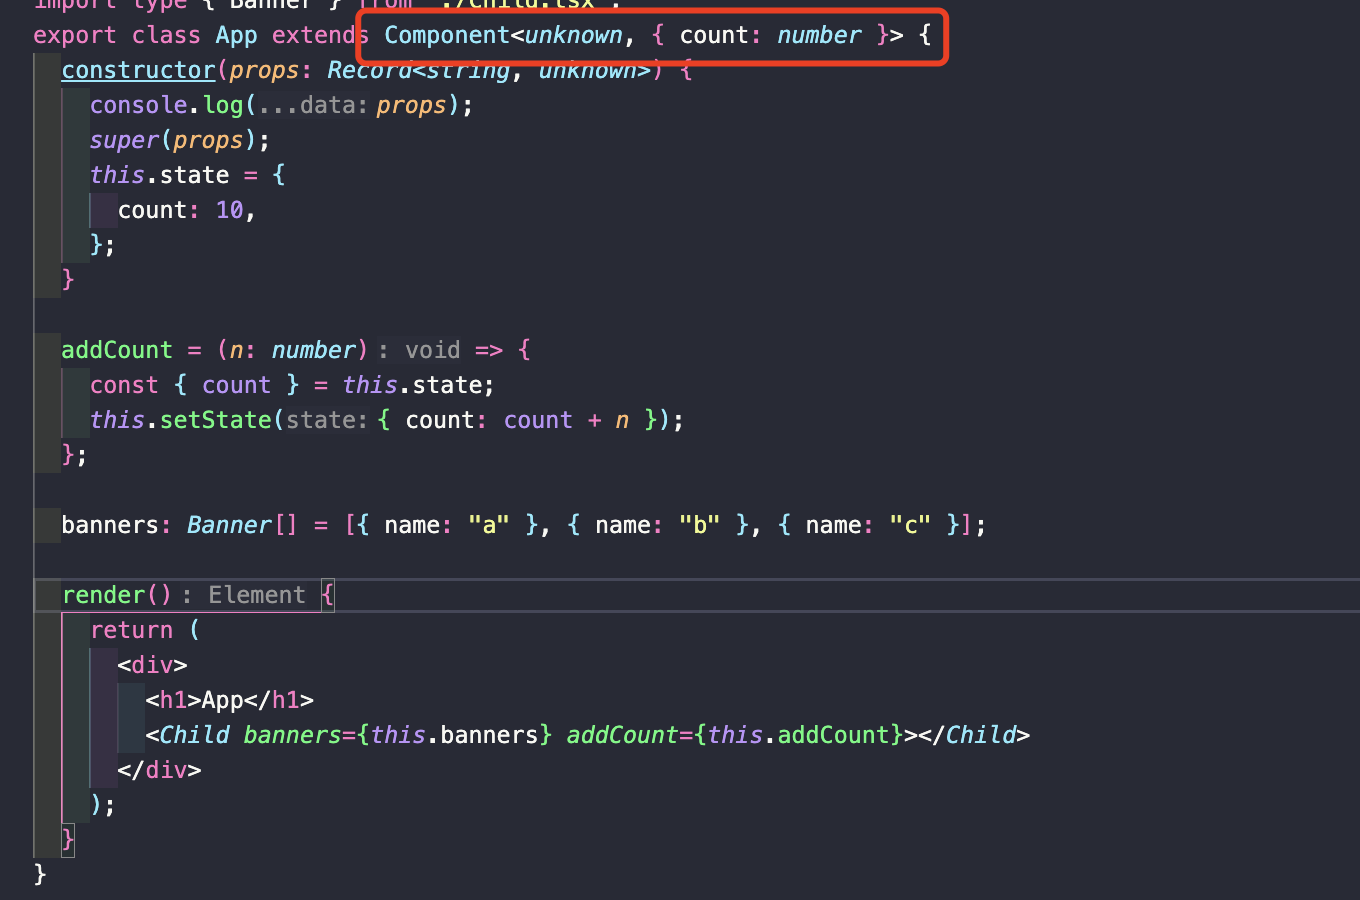 import type { Banner } from "./Child.tsx";
export class App extends Component<unknown, { count: number }> {
constructor(props: Record<string, unknown>) {
console.log(...data: props);
super(props);
this.state = {
count: 10,
};
}
addCount = (n: number): void => {
const { count } = this.state;
this.setState(state: { count: count + n });
};
banners: Banner[] = [{ name: "a" }, { name: "b" }, { name: "c" }];
render(): Element {
return (
<div>
<h1>App</h1>
<Child banners={this.banners} addCount={this.addCount}></Child>
</div>
);
}
}